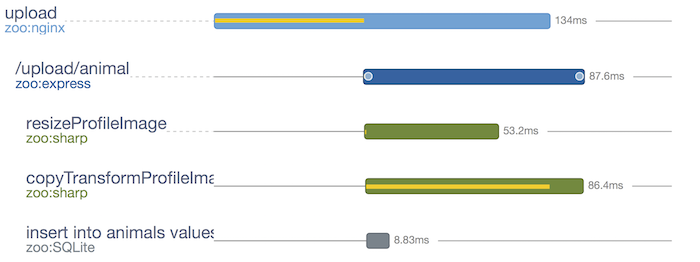 upload
zoo:nginx
134ms
/upload/animal
zoo:express
87.6ms
resizeProfileImage
zoo:sharp
53.2ms
copyTransformProfileIma
zoo:sharp
86.4ms
insert into animals values
zoo:SQLite
8.83ms